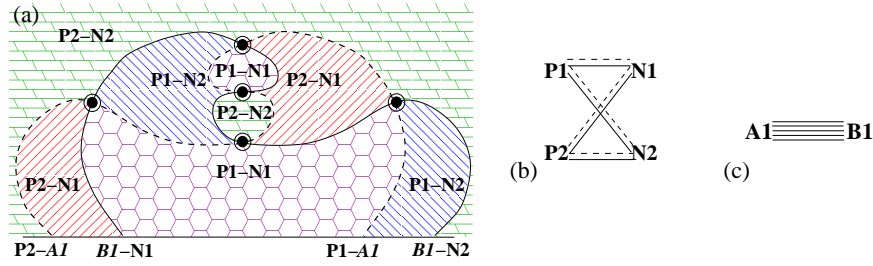 (a)
P2–N2
P1–N2
P1–N1
P2–N1
P2–N2
P1–N1
P2–N1
P1–N2
P2–A1
B1–N1
P1–A1
B1–N2
P1
N1
P2
N2
(b)
A1
B1
(c)